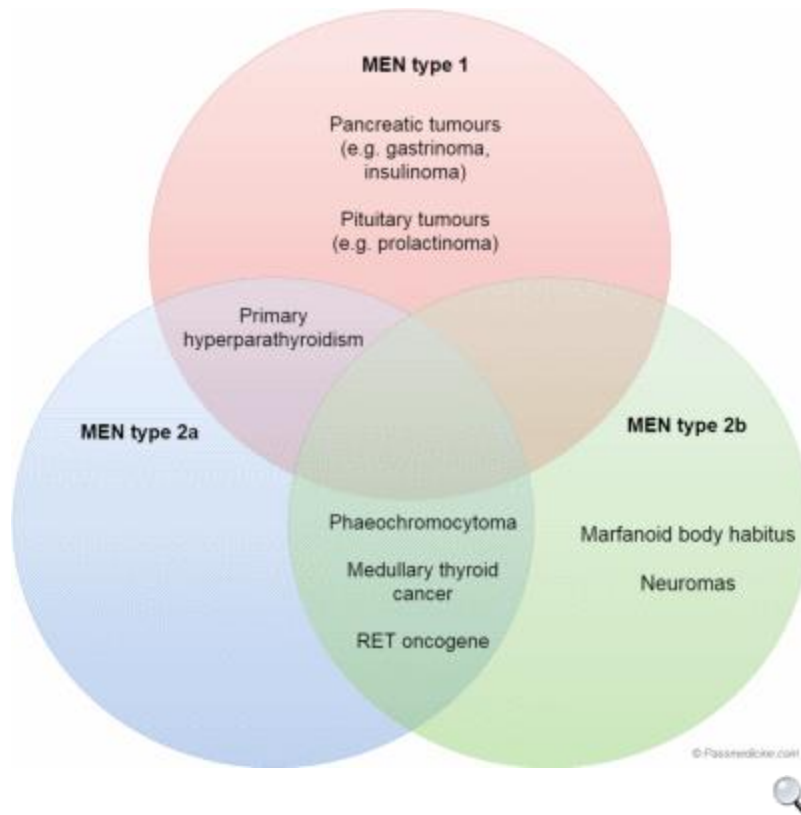 MEN type 1
Pancreatic tumours
(e.g. gastrinoma,
insulinoma)
Pituitary tumours
(e.g. prolactinoma)
Primary
hyperparathyroidism
MEN type 2a
MEN type 2b
Phaeochromocytoma
Medullary thyroid
cancer
RET oncogene
Marfanoid body habitus
Neuromas
© Passmedicine.com